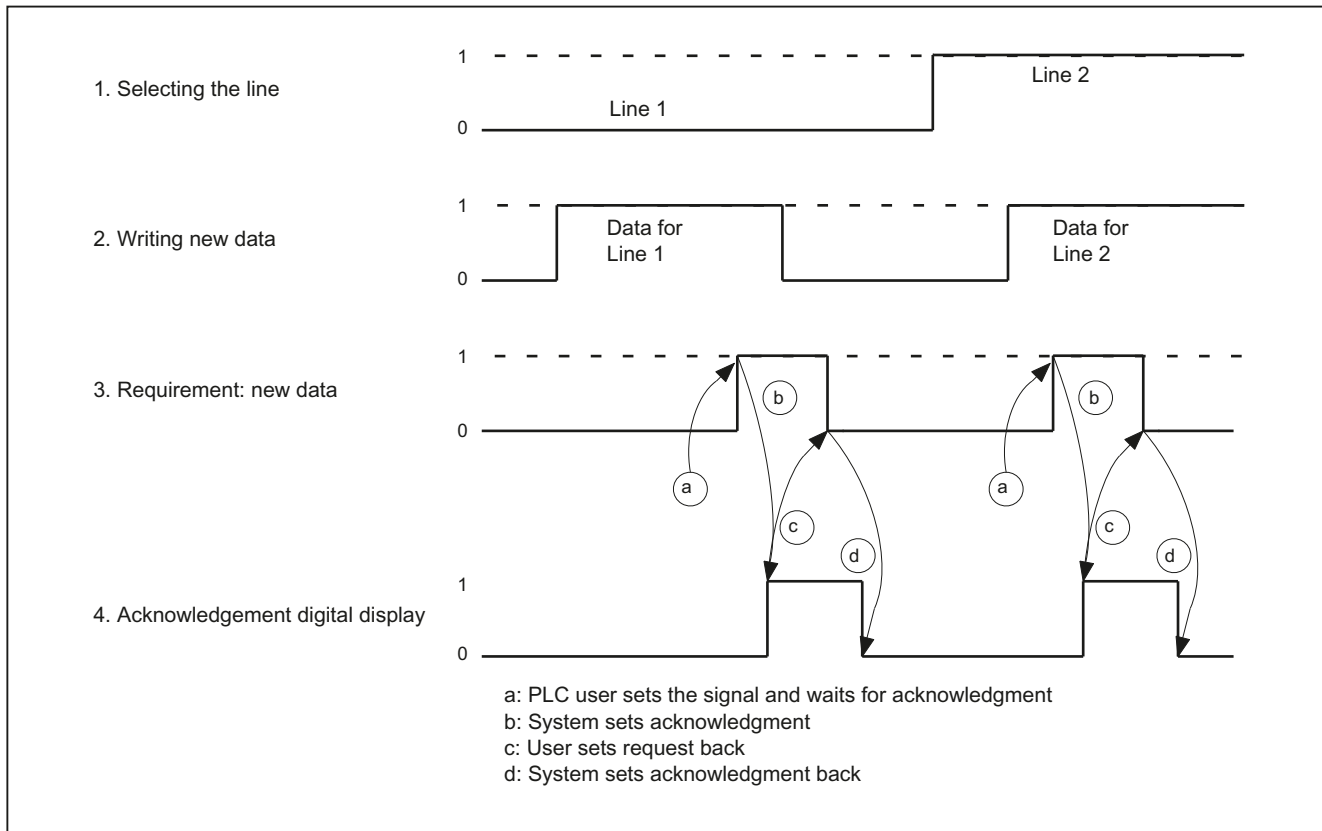 1
1. Selecting the line
Line 2
Line 1
0
1
2. Writing new data
Data for
Line 1
Data for
Line 2
0
1
3. Requirement: new data
b
b
0
a
a
c
c
d
d
1
4. Acknowledgement digital display
0
a: PLC user sets the signal and waits for acknowledgment
b: System sets acknowledgment
c: User sets request back
d: System sets acknowledgment back